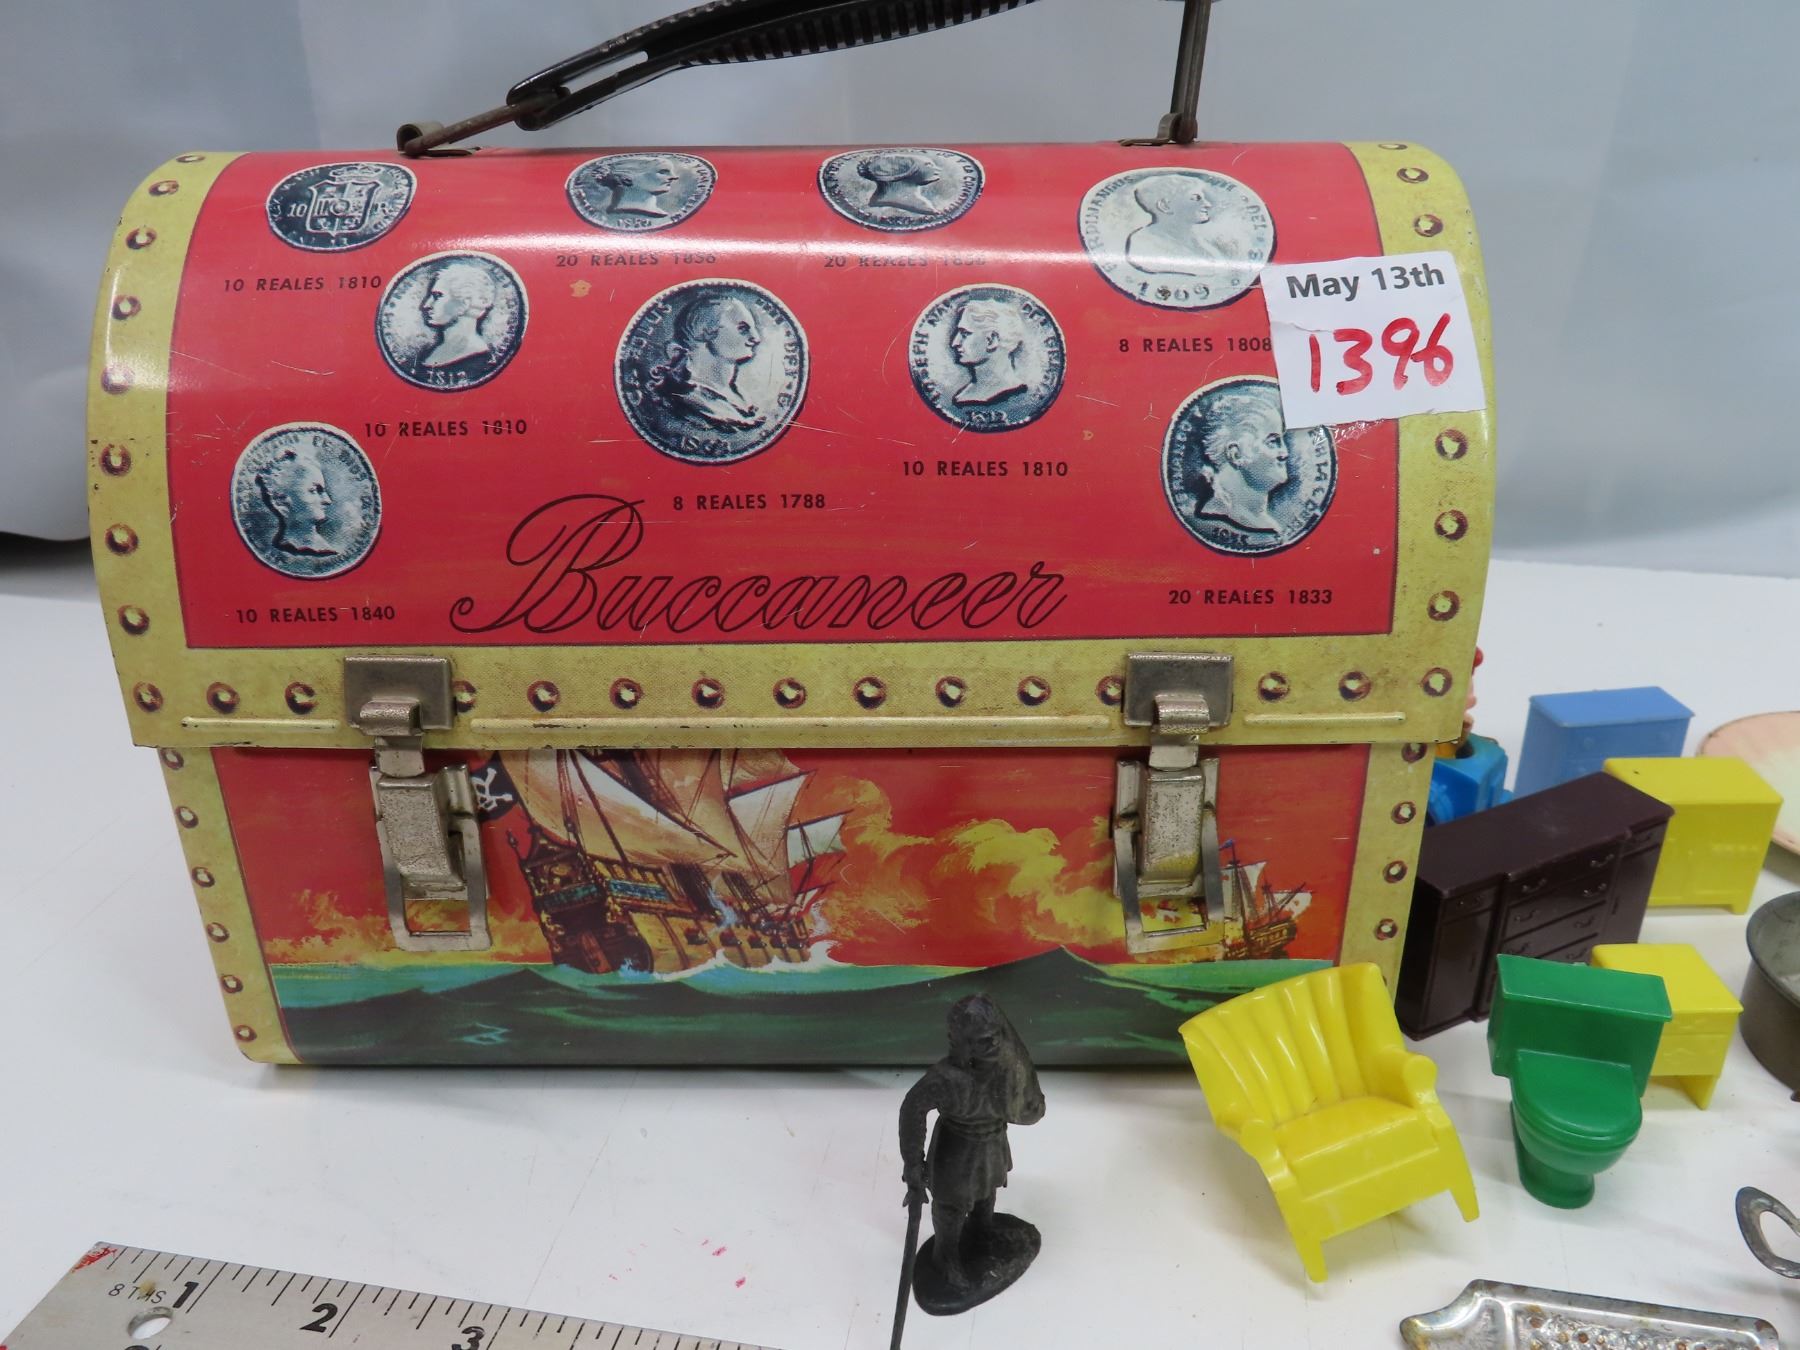 10 REALES 1810
20 REALES 1836
20 REALES 1836
1809
8 REALES 1808
May 13th
1396
10 REALES 1810
1812
8 REALES 1788
10 REALES 1810
10 REALES 1840
Buccaneer
20 REALES 1833
8THS 1 2 3